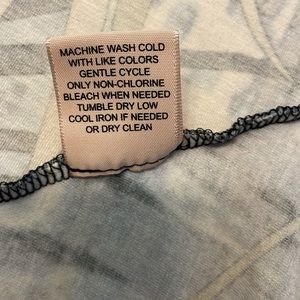 MACHINE WASH COLD
WITH LIKE COLORS
GENTLE CYCLE
ONLY NON-CHLORINE
BLEACH WHEN NEEDED
TUMBLE DRY LOW
COOL IRON IF NEEDED
OR DRY CLEAN